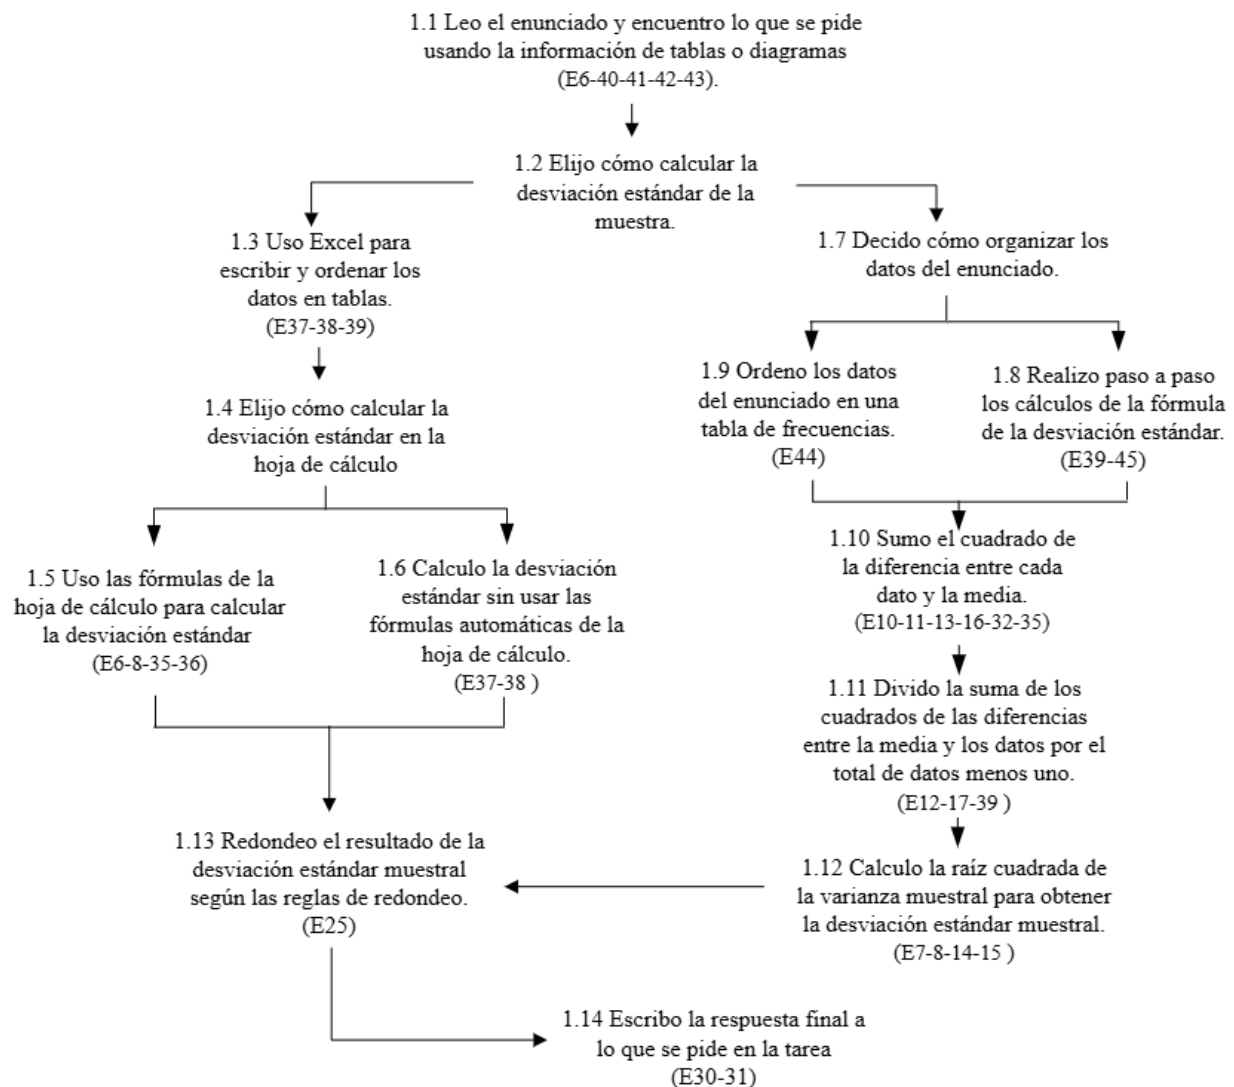 1.1 Leo el enunciado y encuentro lo que se pide
usando la información de tablas o diagramas
(E6-40-41-42-43).
1.2 Elijo cómo calcular la
desviación estándar de la
muestra.
1.3 Uso Excel para
escribir y ordenar los
datos en tablas.
(E37-38-39)
1.7 Decido cómo organizar los
datos del enunciado.
1.4 Elijo cómo calcular la
desviación estándar en la
hoja de cálculo
1.9 Ordeno los datos
del enunciado en una
tabla de frecuencias.
(E44)
1.8 Realizo paso a paso
los cálculos de la fórmula
de la desviación estándar.
(E39-45)
1.5 Uso las fórmulas de la
hoja de cálculo para calcular
la desviación estándar
(E6-8-35-36)
1.6 Calculo la desviación
estándar sin usar las
fórmulas automáticas de la
hoja de cálculo.
(E37-38 )
1.10 Sumo el cuadrado de
la diferencia entre cada
dato y la media.
(E10-11-13-16-32-35)
1.11 Divido la suma de los
cuadrados de las diferencias
entre la media y los datos por el
total de datos menos uno.
(E12-17-39 )
1.13 Redondeo el resultado de la
desviación estándar muestral
según las reglas de redondeo.
(E25)
1.12 Calculo la raíz cuadrada de
la varianza muestral para obtener
la desviación estándar muestral.
(E7-8-14-15 )
1.14 Escribo la respuesta final a
lo que se pide en la tarea
(E30-31)